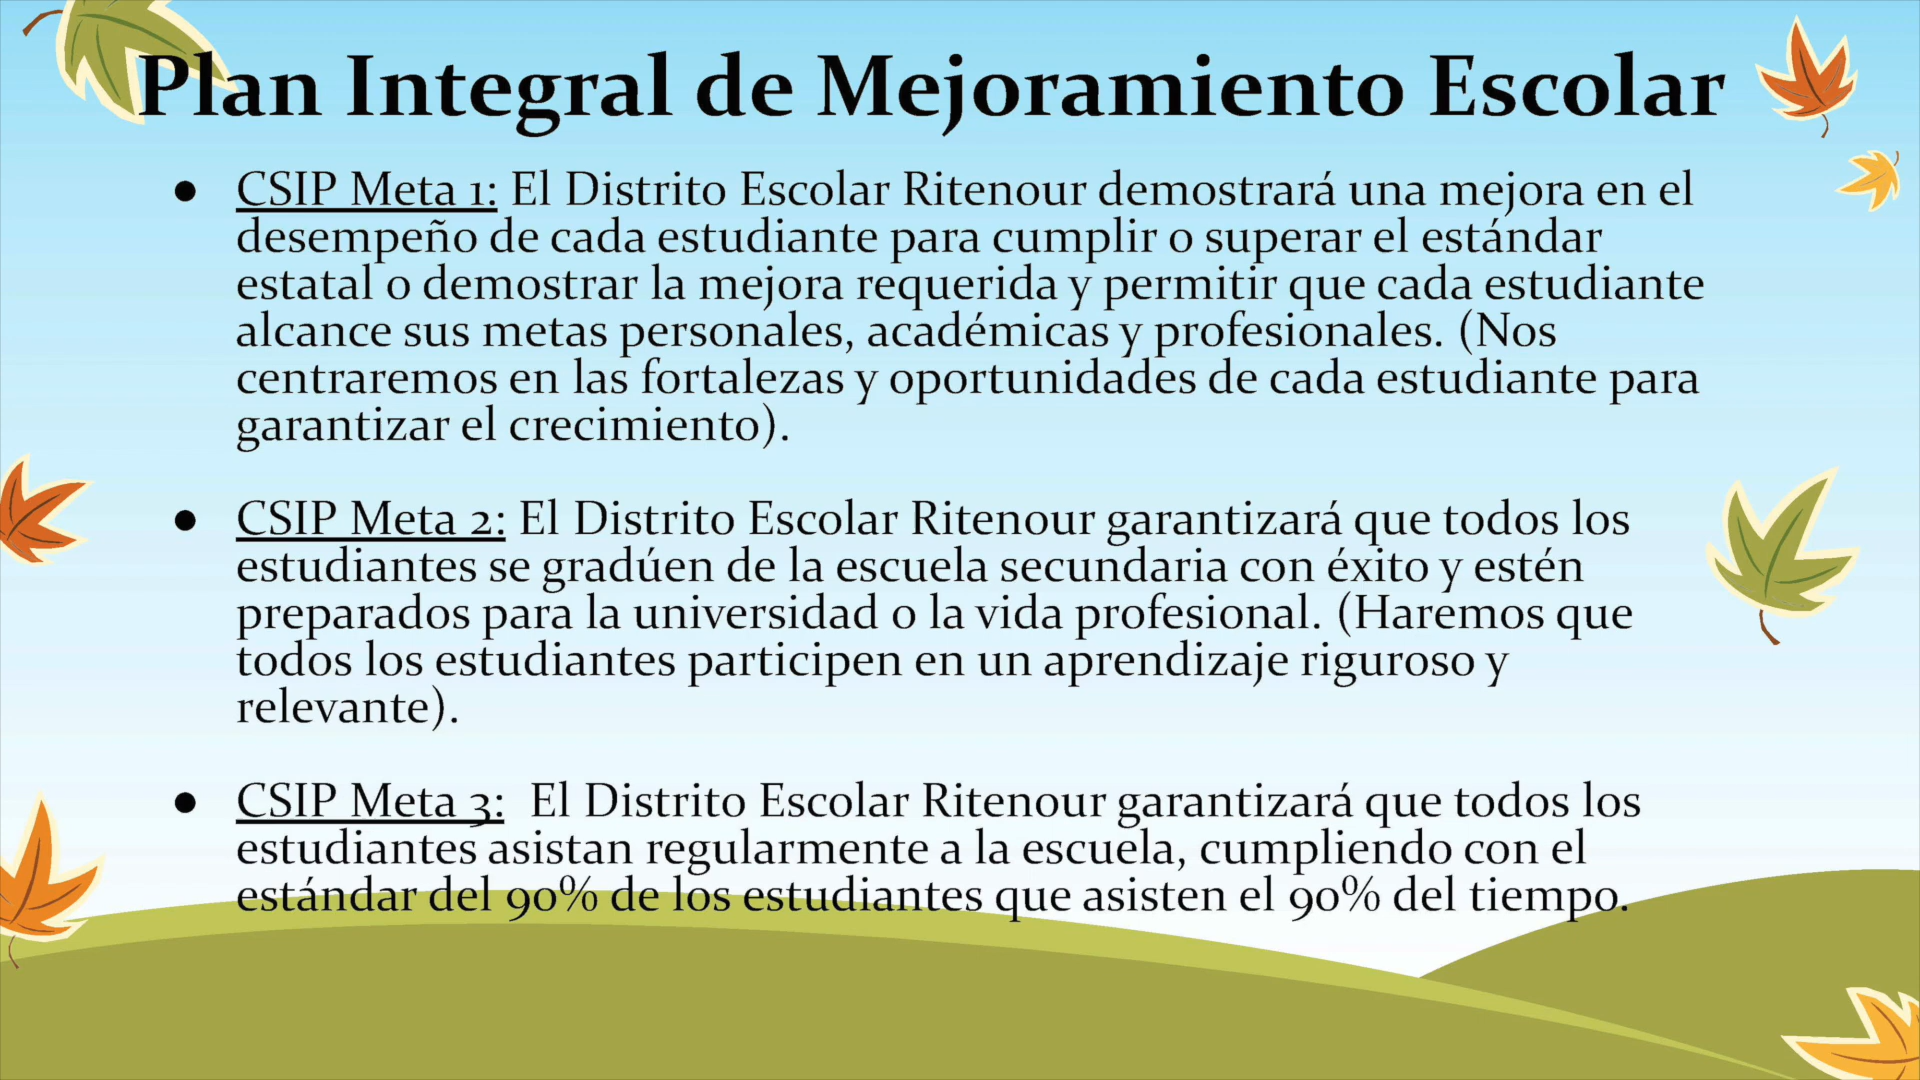 Plan Integral de Mejoramiento Escolar
● CSIP Meta 1: El Distrito Escolar Ritenour demostrará una mejora en el
desempeño de cada estudiante para cumplir o superar el estándar
estatal o demostrar la mejora requerida y permitir que cada estudiante
alcance sus metas personales, académicas y profesionales. (Nos
centraremos en las fortalezas y oportunidades de cada estudiante para
garantizar el crecimiento).
● CSIP Meta 2: El Distrito Escolar Ritenour garantizará que todos los
estudiantes se gradúen de la escuela secundaria con éxito y estén
preparados para la universidad o la vida profesional. (Haremos que
todos los estudiantes participen en un aprendizaje riguroso y
relevante).
● CSIP Meta 3: El Distrito Escolar Ritenour garantizará que todos los
estudiantes asistan regularmente a la escuela, cumpliendo con el
estándar del 90% de los estudiantes que asisten el 90% del tiempo.